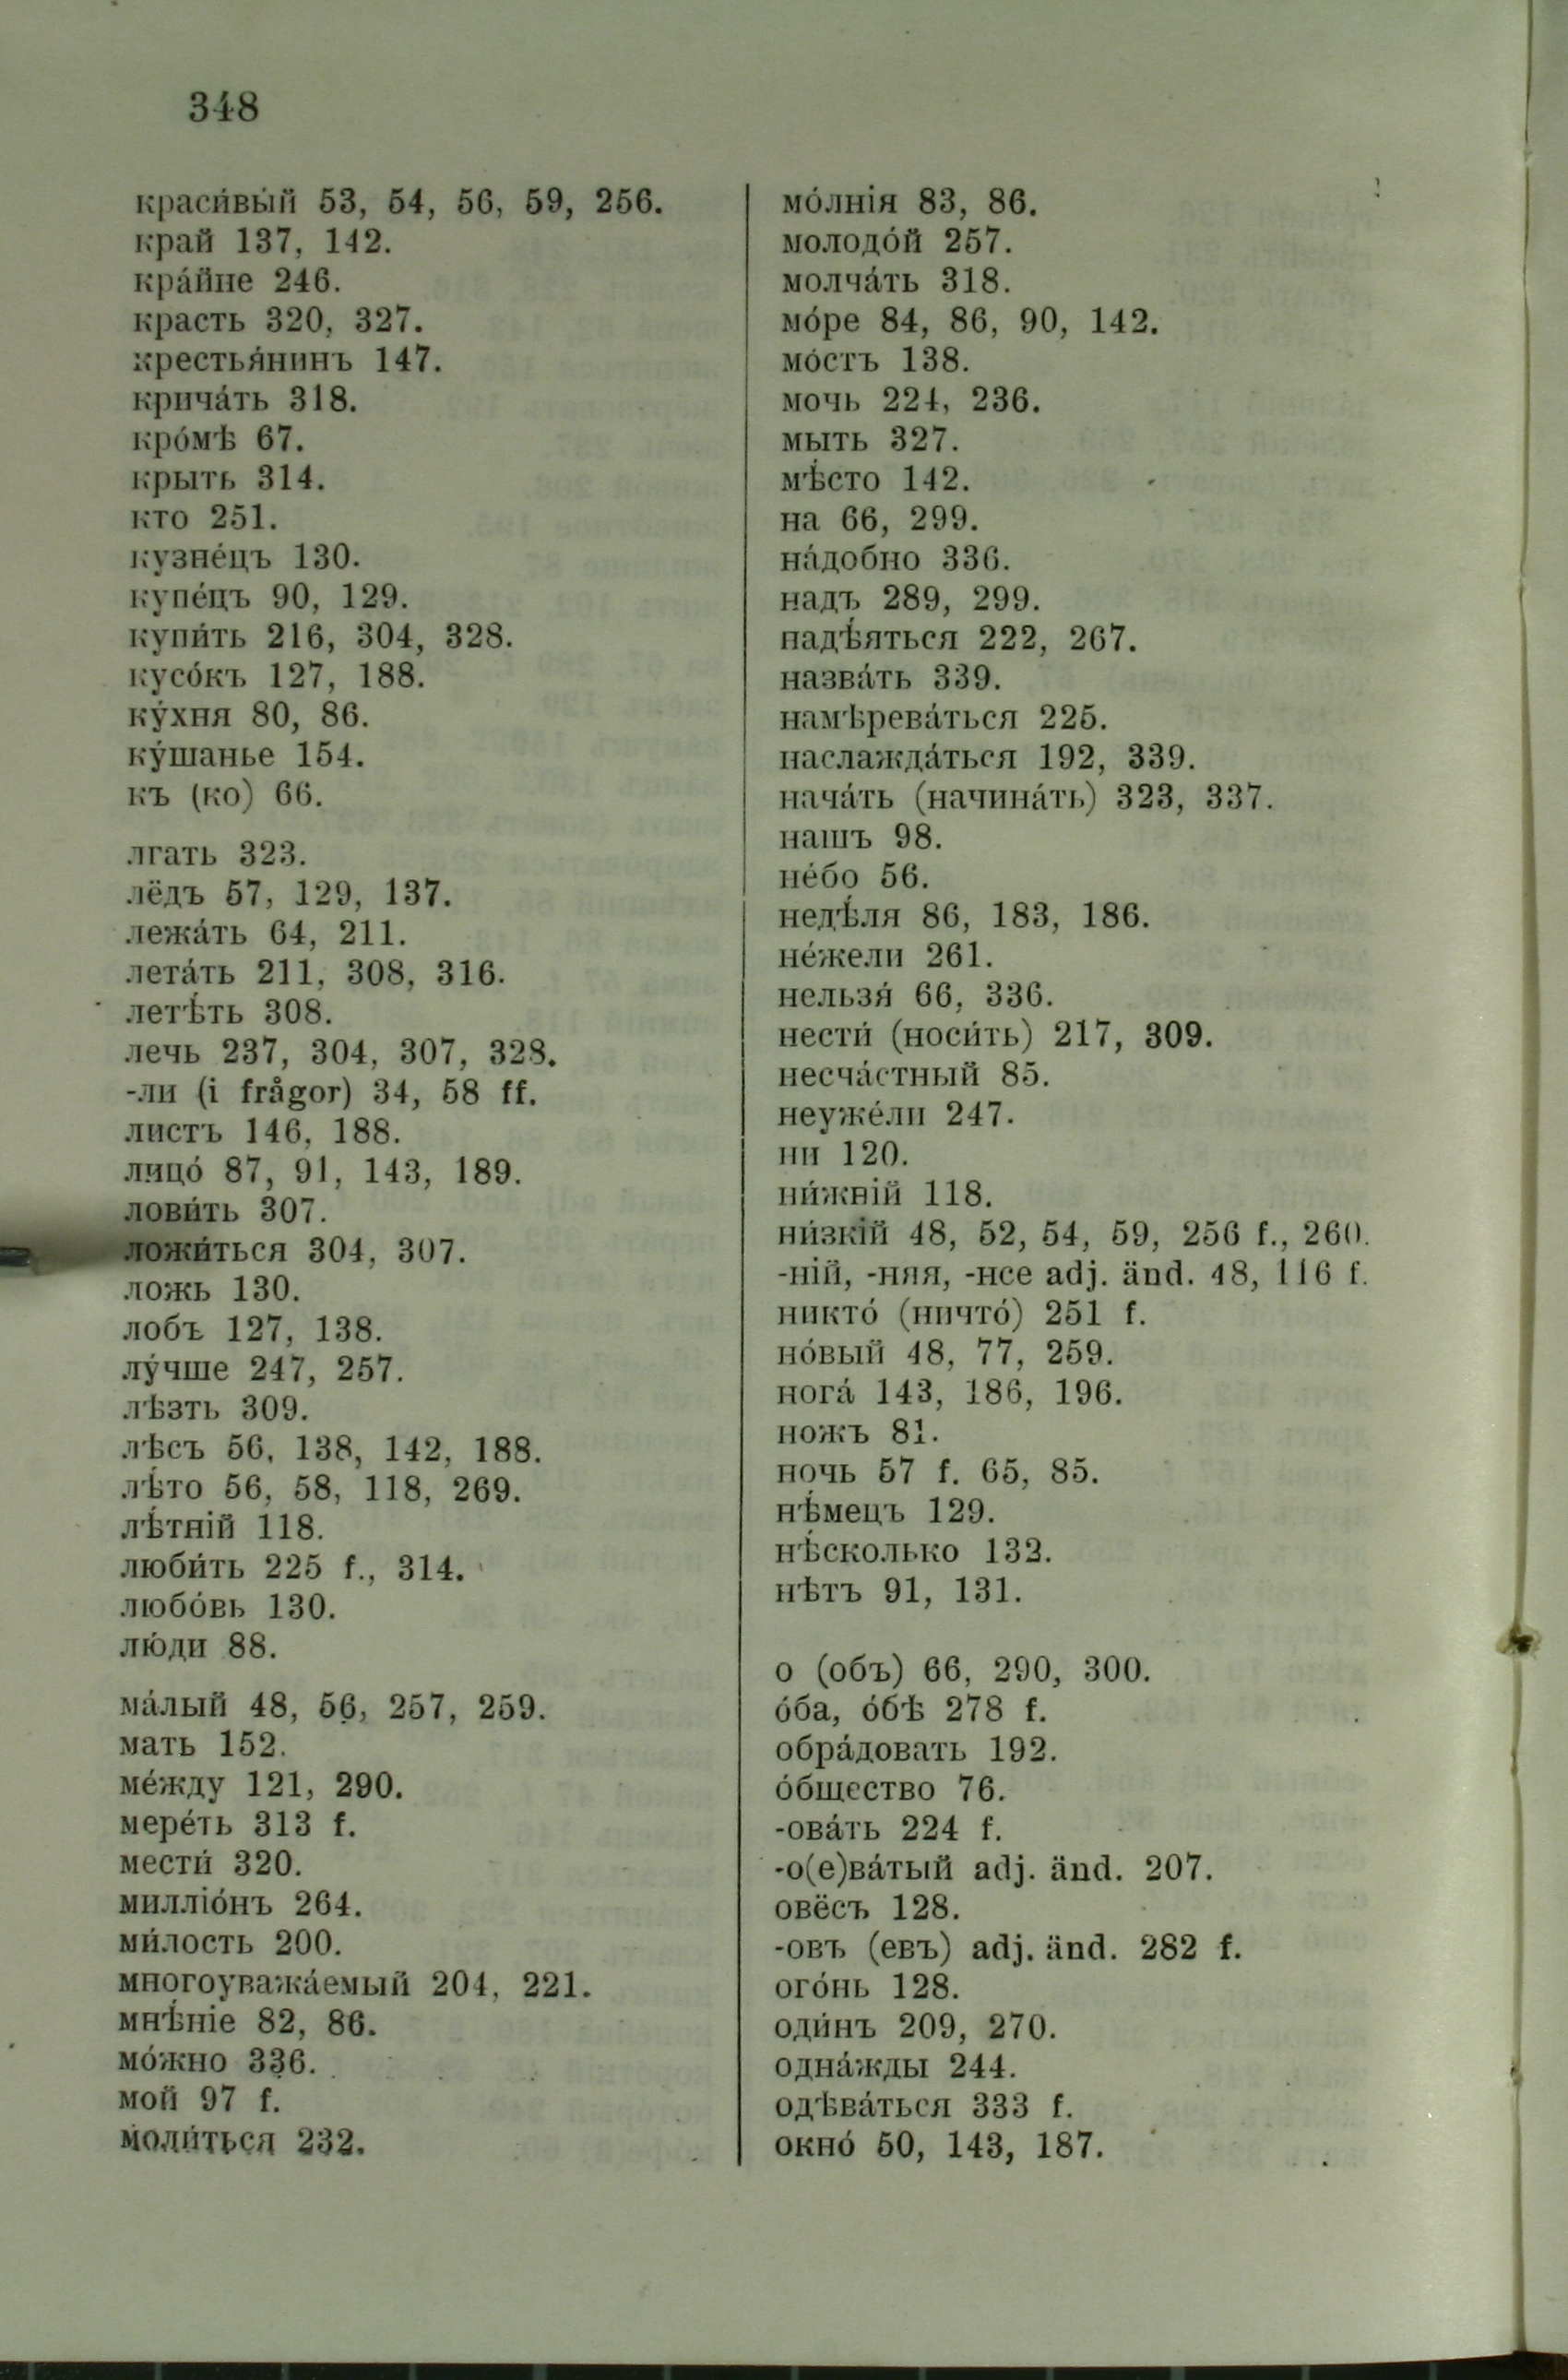 348
краси́вы́й 53, 54, 56, 59, 256.
край 137, 142.
кра́йне 246.
красть 320, 327.
крестья́нинъ 147.
крича́ть 318.
кро́мѣ 67.
крыть 314.
кто 251.
кузне́цъ 130.
купе́цъ 90, 129.
купи́ть 216, 304, 328.
кусо́къ 127, 188.
ку́хня 80, 86.
ку́шанье 154.
къ (ко) 66.
лгать 323.
лёдъ 57, 129, 137.
лежа́ть 64, 211.
лета́ть 211, 308, 316.
летѣ́ть 308.
лечь 237, 304, 307, 328.
-ли (i frågor) 34, 58 ff.
листъ 146, 188.
лицо́ 87, 91, 143, 189.
лови́ть 307.
ложи́ться 304, 307.
ложь 130.
лобъ 127, 138.
лу́чше 247, 257.
лѣзть 309.
лѣсъ 56, 138, 142, 188.
лѣ́то 56, 58, 118, 269.
лѣ́тній 118.
люби́ть 225 f., 314.
любо́вь 130.
лю́ди 88.
ма́лый 48, 56, 257, 259.
мать 152.
ме́жду 121, 290.
мере́ть 313 f.
мести́ 320.
милліо́нъ 264.
ми́лость 200.
многоуважа́емый 204, 221.
мнѣ́ніе 82, 86.
мо́жно 336.
мой 97 f.
моли́ться 232.
мо́лнія 83, 86.
молодо́й 257.
молча́ть 318.
мо́ре 84, 86, 90, 142.
мо́стъ 138.
мочь 224, 236.
мыть 327.
мѣ́сто 142.
на 66, 299.
на́добно 336.
надъ 289, 299.
надѣ́яться 222, 267.
назва́ть 339.
намѣрева́ться 225.
наслажда́ться 192, 339.
нача́ть (начина́ть) 323, 337.
нашъ 98.
не́бо 56.
недѣ́ля 86, 183, 186.
не́жели 261.
нельзя́ 66, 336.
нести́ (носи́ть) 217, 309.
несча́стный 85.
неуже́ли 247.
ни 120.
ни́жній 118.
ни́зкій 48, 52, 54, 59, 256 f., 260.
-ній, -няя, -нее adj. änd. 48, 116 f.
никто́ (ничто́) 251 f.
но́вый 48, 77, 259.
нога́ 143, 186, 196.
ножъ 81.
ночь 57 f. 65, 85.
нѣ́мецъ 129.
нѣ́сколько 132.
нѣтъ 91, 131.
о (объ) 66, 290, 300.
о́ба, о́бѣ 278 f.
обра́довать 192.
о́бщество 76.
-ова́ть 224 f.
-о(е)ва́тый adj. änd. 207.
овёсъ 128.
-овъ (евъ) adj. änd. 282 f.
ого́нь 128.
оди́нъ 209, 270.
одна́жды 244.
одѣва́ться 333 f.
окно́ 50, 143, 187.